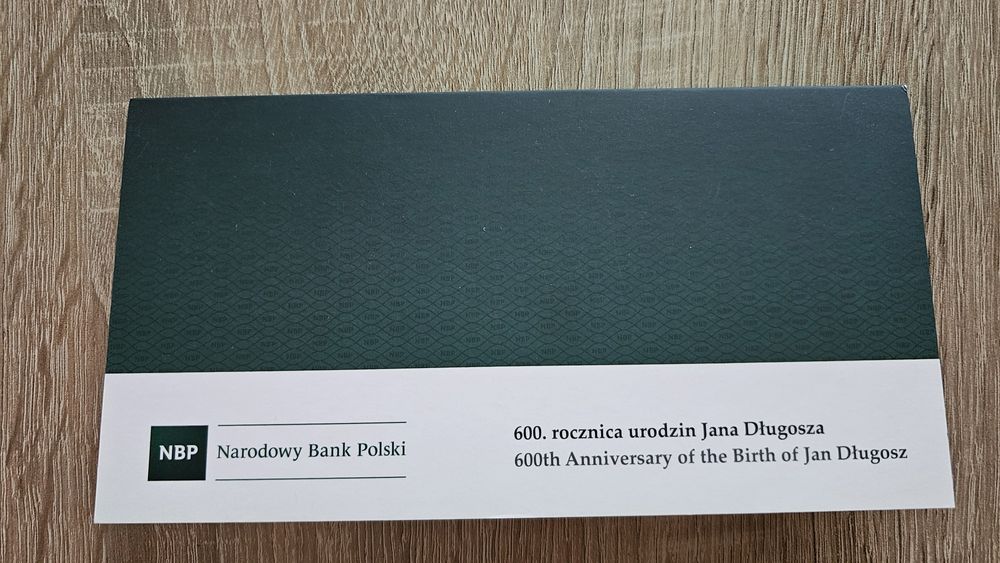 NBP
Narodowy Bank Polski
600. rocznica urodzin Jana Długosza
600th Anniversary of the Birth of Jan Długosz